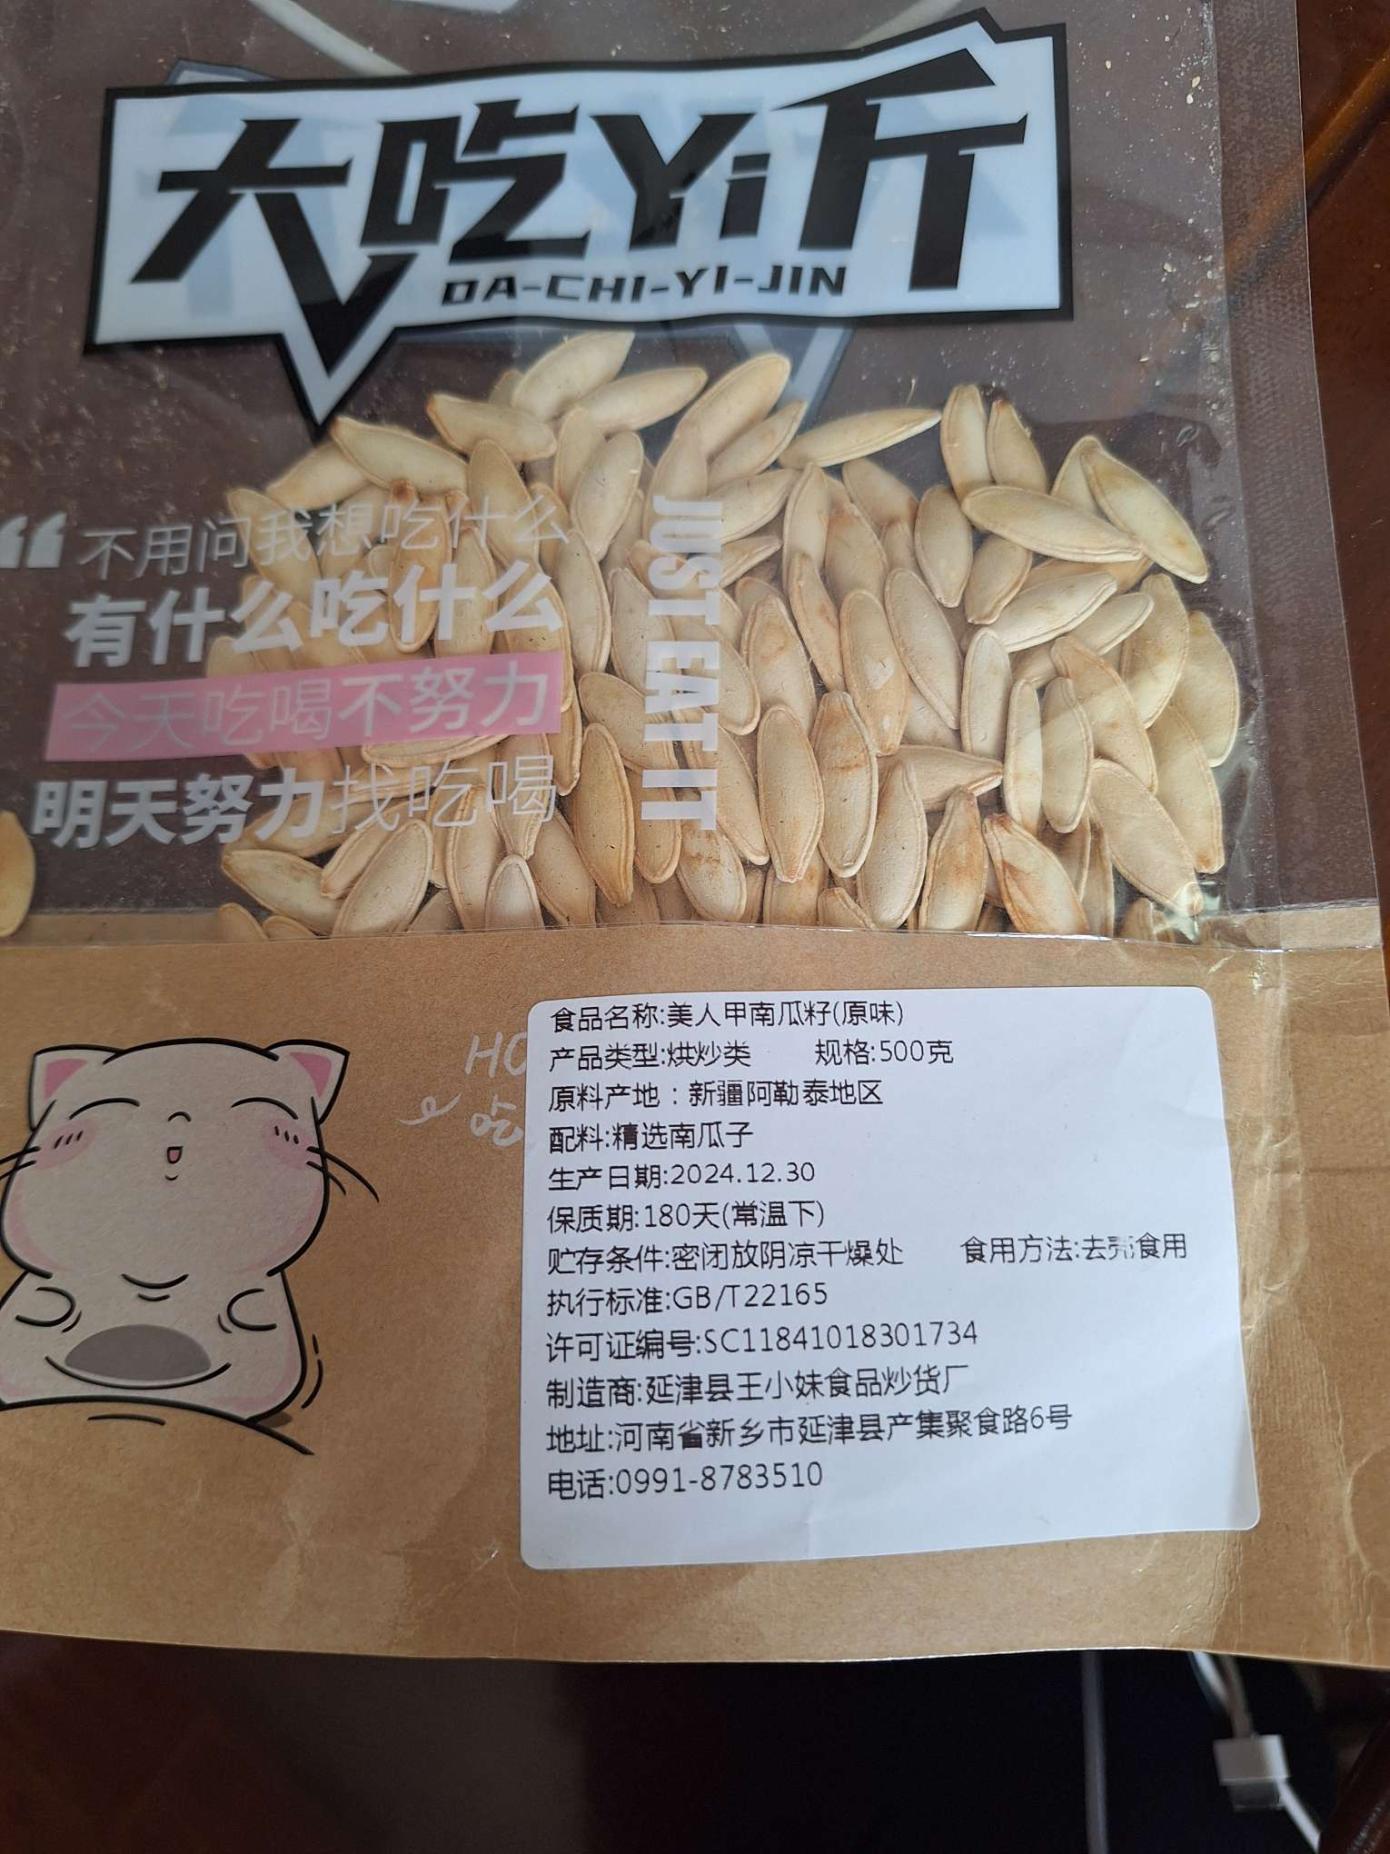 大吃Yi斤
DA-CHI-YI-JIN
“不用问我想吃什么
有什么吃什么
今天吃喝不努力
明天努力找吃喝
JUST EAT IT
吃
食品名称:美人甲南瓜籽(原味)
产品类型:烘炒类 规格:500克
原料产地：新疆阿勒泰地区
配料:精选南瓜子
生产日期:2024.12.30
保质期:180天(常温下)
贮存条件:密闭放阴凉干燥处 食用方法:去壳食用
执行标准:GB/T22165
许可证编号:SC11841018301734
制造商:延津县王小妹食品炒货厂
地址:河南省新乡市延津县产集聚食路6号
电话:0991-8783510